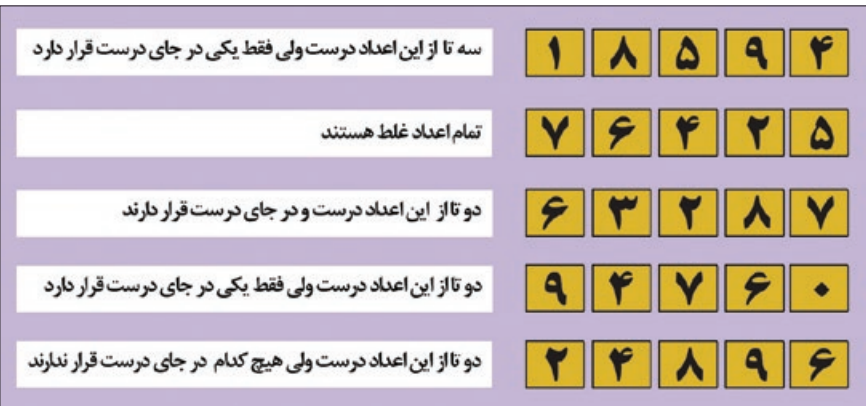 سه تا از این اعداد درست ولی فقط یکی در جای درست قرار دارد ۱ ۸ ۵ ۹ ۴
تمام اعداد غلط هستند ۷ ۶ ۴ ۲ ۵
دو تا از این اعداد درست و در جای درست قرار دارند ۶ ۳ ۲ ۸ ۷
دو تا از این اعداد درست ولی فقط یکی در جای درست قرار دارد ۹ ۴ ۷ ۶ ۰
دو تا از این اعداد درست ولی هیچ کدام در جای درست قرار ندارند ۲ ۴ ۸ ۹ ۶